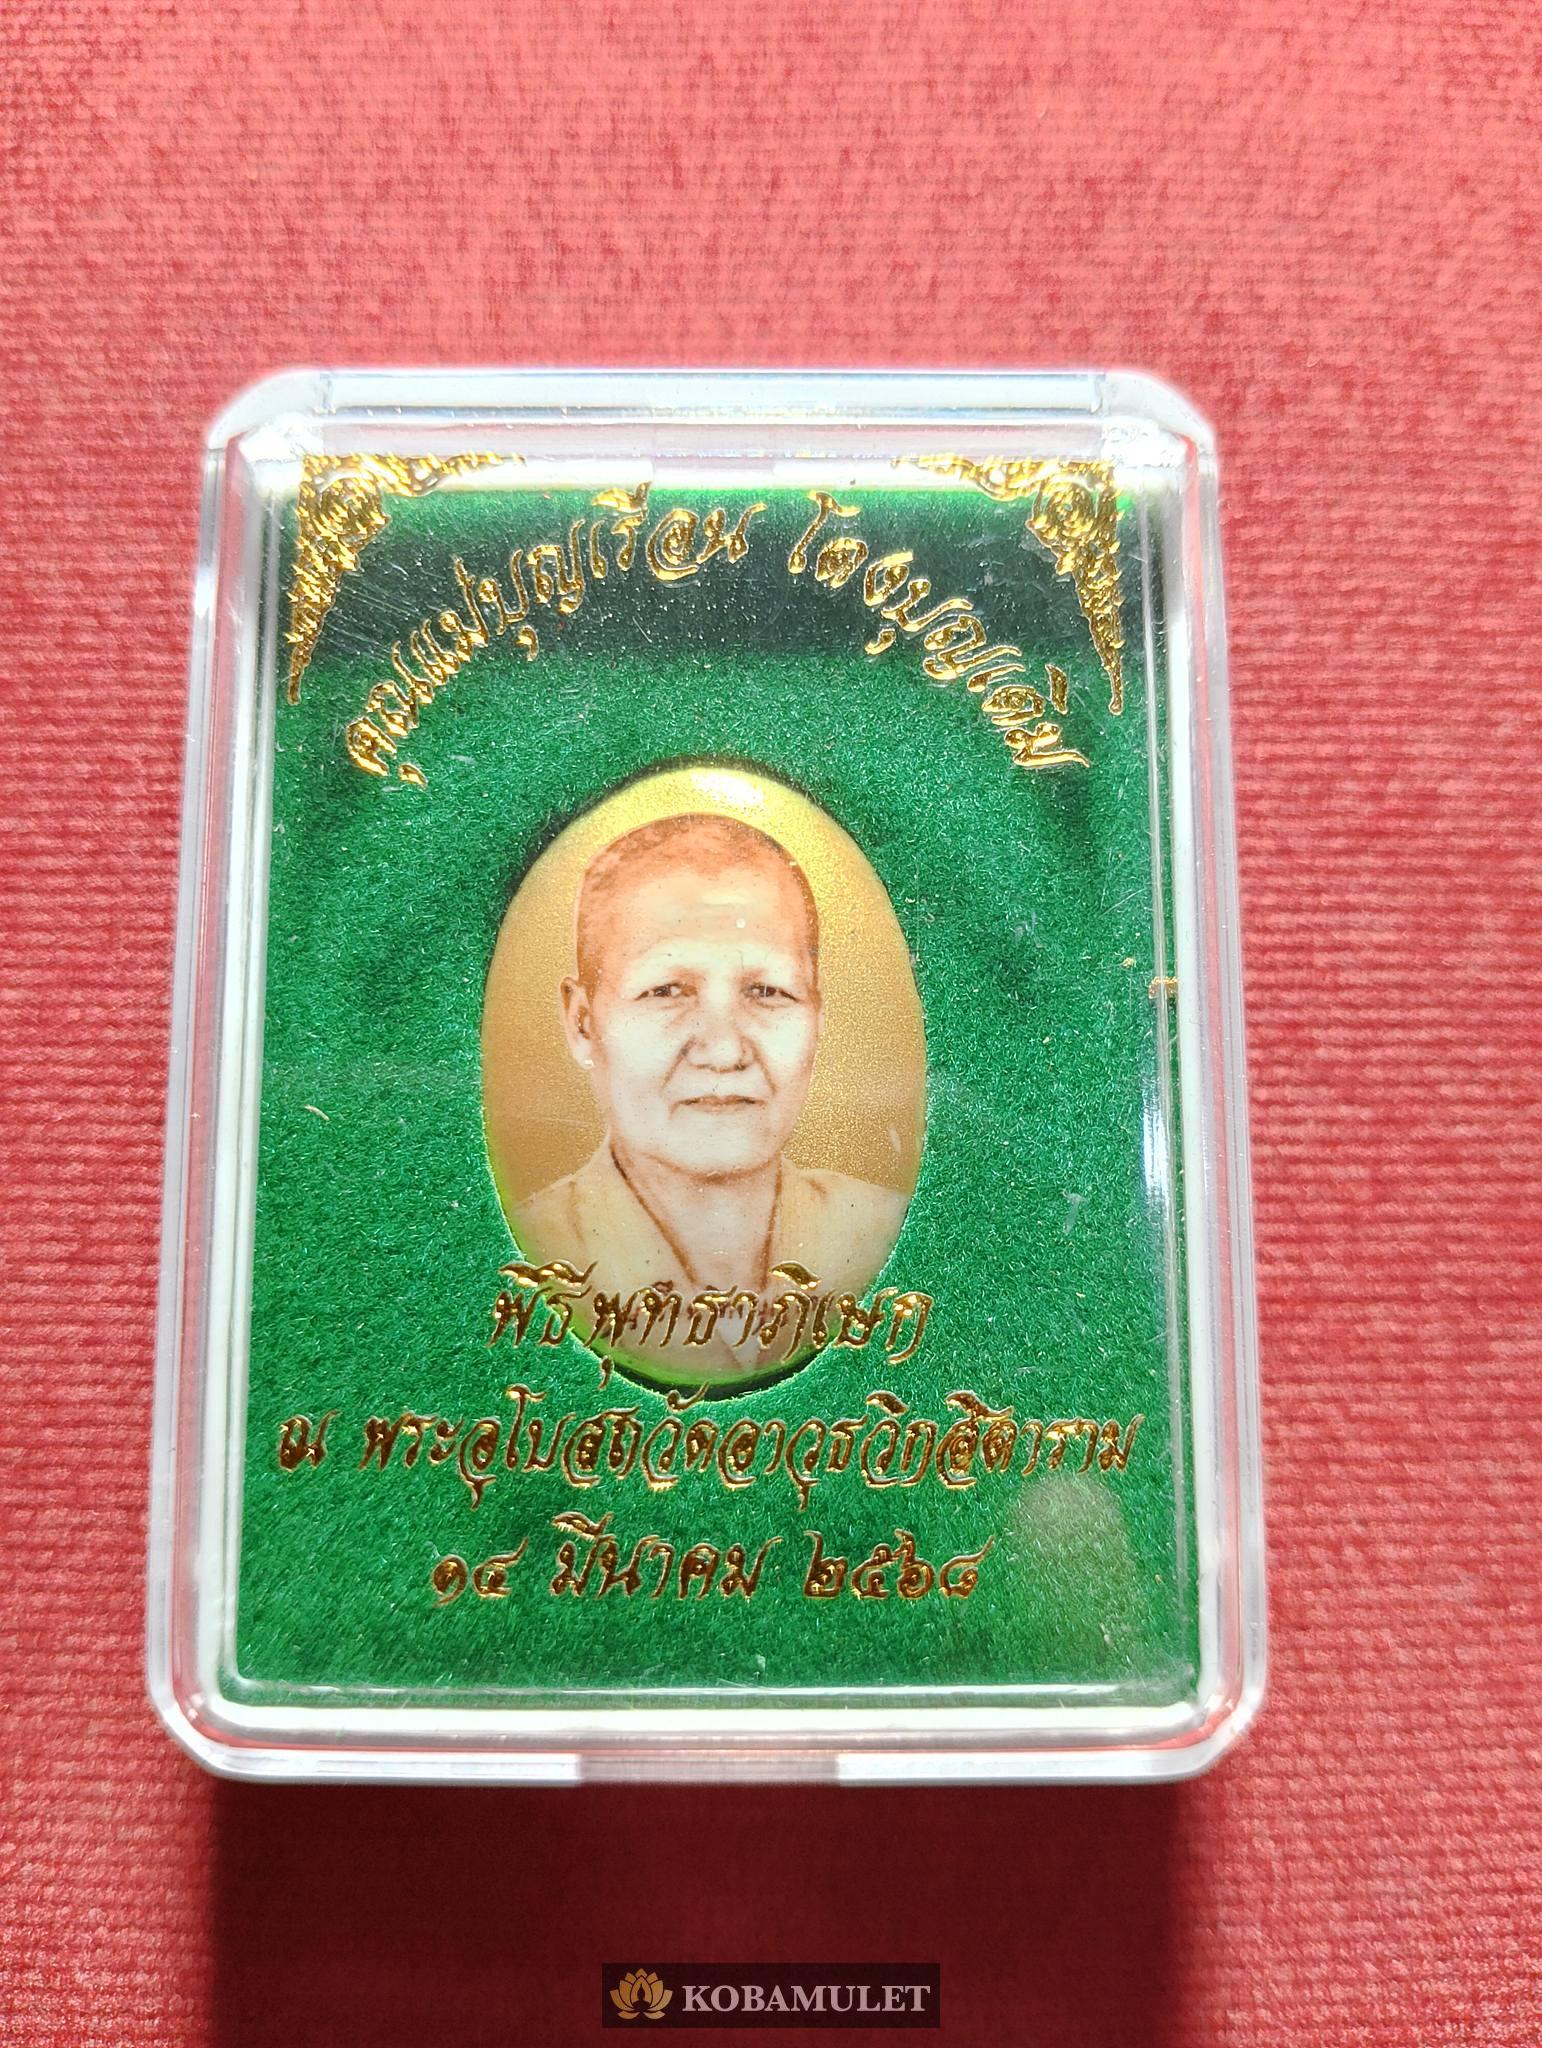 คุณแม่บุญเรือน โตงบุญเติม
พิธีพุทธาภิเษก
ณ พระอุโบสถวัดอาวุธวิกสิตาราม
๑๔ มีนาคม ๒๕๖๘
KOBAMULET